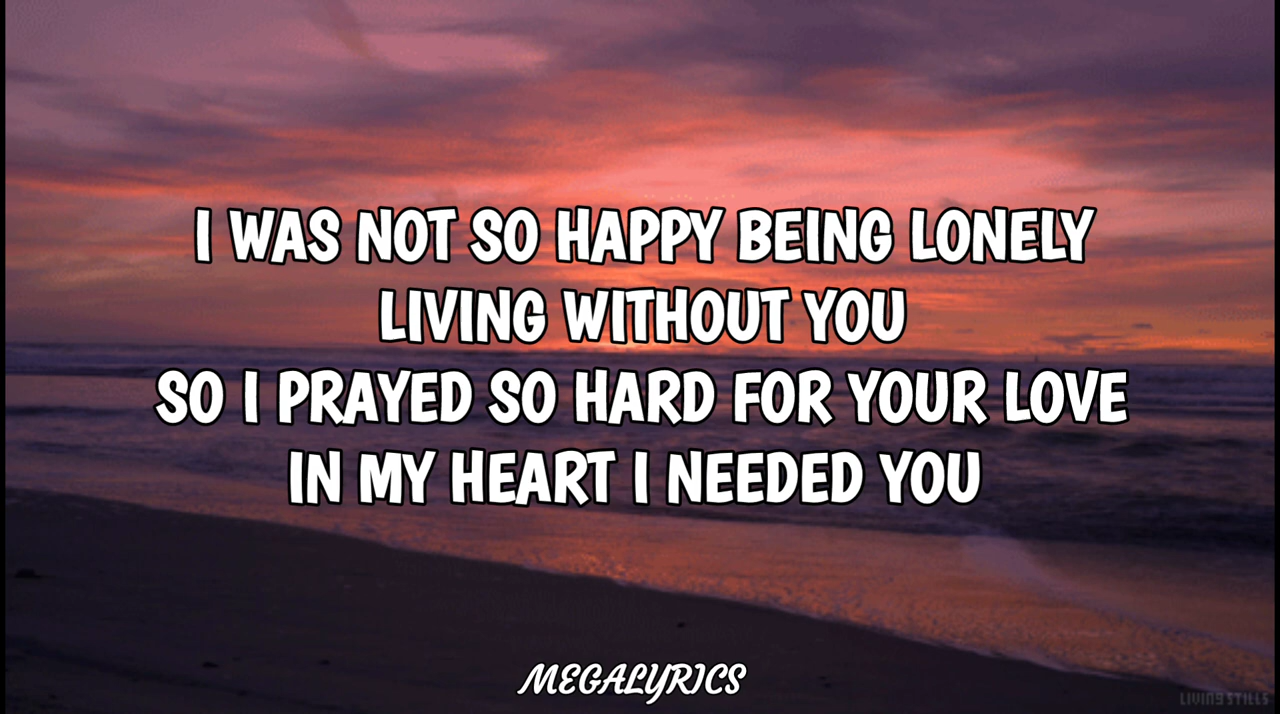 I WAS NOT SO HAPPY BEING LONELY
LIVING WITHOUT YOU
SO I PRAYED SO HARD FOR YOUR LOVE
IN MY HEART I NEEDED YOU
MEGALYRICS
LIVING STILLS